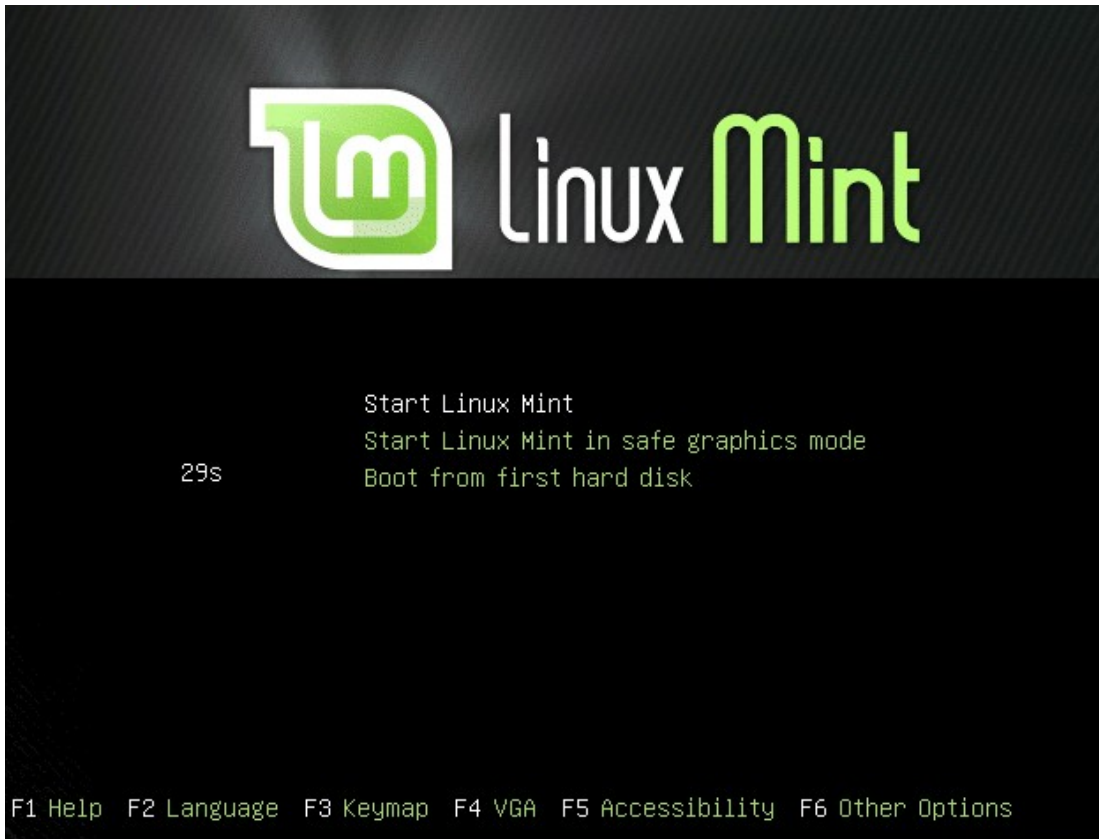 lm Linux Mint
Start Linux Mint
Start Linux Mint in safe graphics mode
29s
Boot from first hard disk
F1 Help F2 Language F3 Keymap F4 VGA F5 Accessibility F6 Other Options